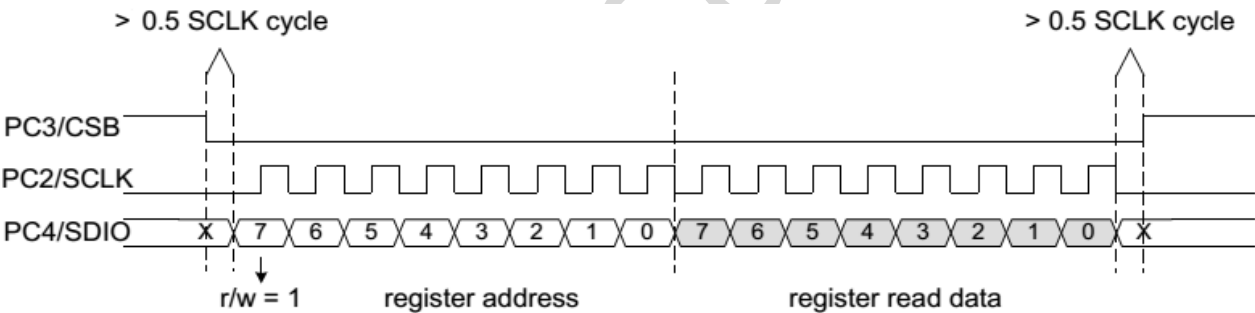 > 0.5 SCLK cycle > 0.5 SCLK cycle
PC3/CSB
PC2/SCLK
PC4/SDIO X 7 6 5 4 3 2 1 0 7 6 5 4 3 2 1 0 X
r/w = 1 register address register read data